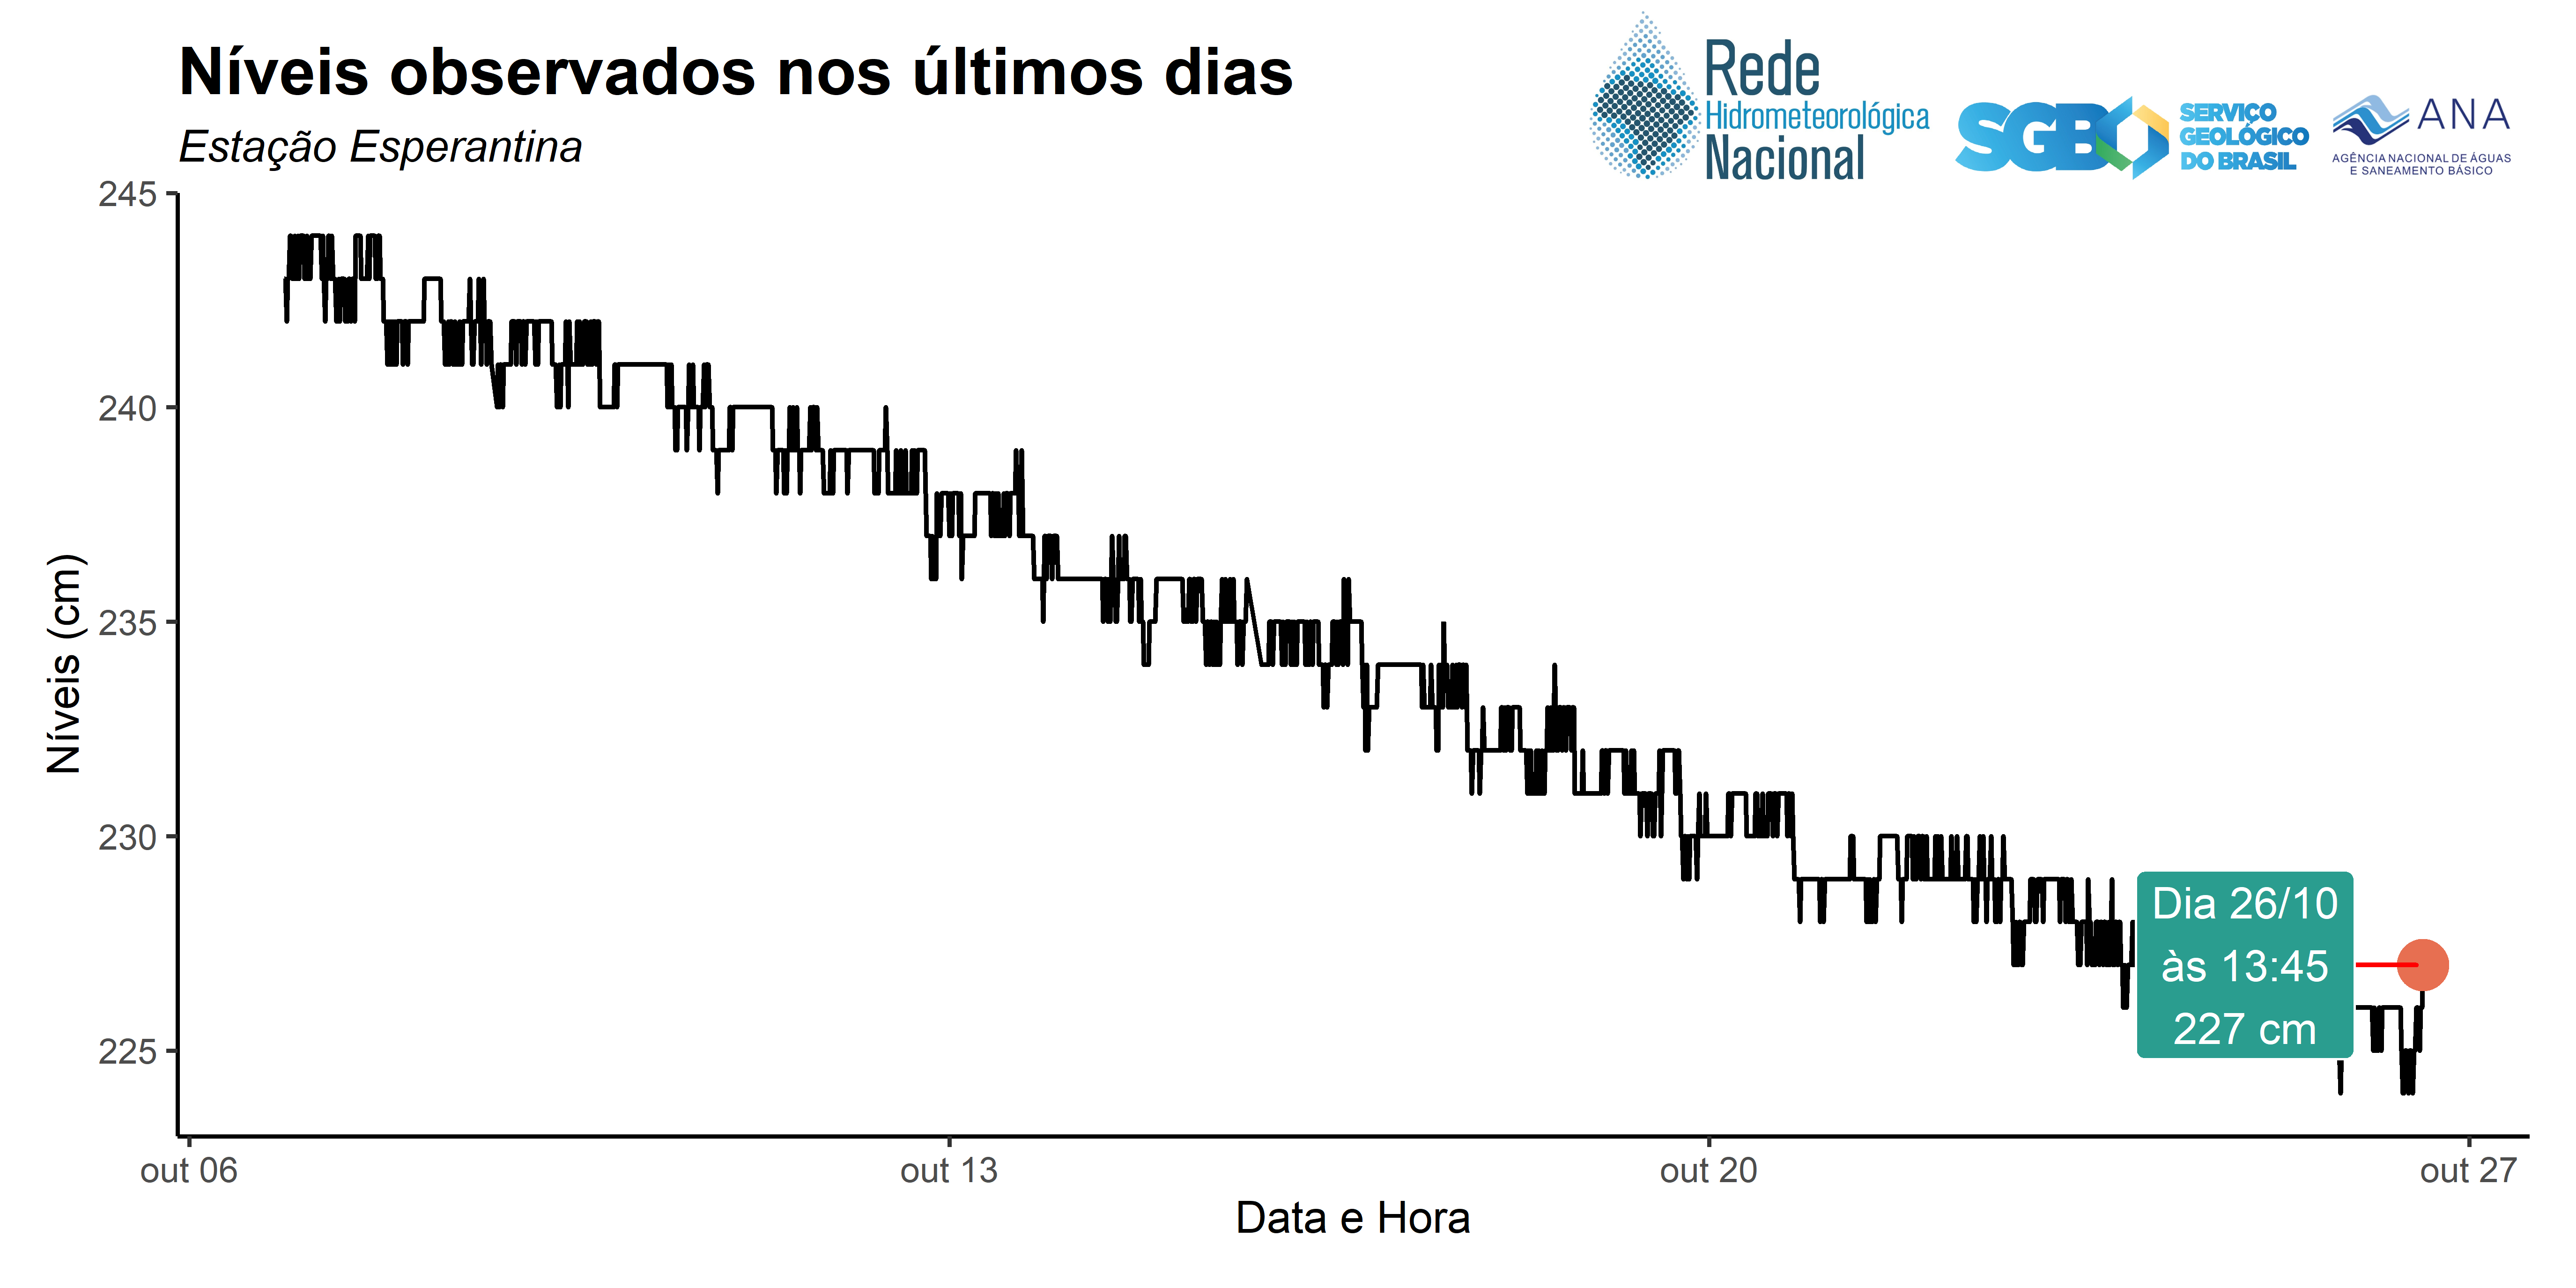 Níveis observados nos últimos dias
Estação Esperantina
Rede
Hidrometeorológica
Nacional
SGB
SERVIÇO
GEOLÓGICO
DO BRASIL
ANA
AGÊNCIA NACIONAL DE ÁGUAS
E SANEAMENTO BÁSICO
Níveis (cm)
245
240
235
230
225
Dia 26/10
às 13:45
227 cm
out 06
out 13
out 20
out 27
Data e Hora